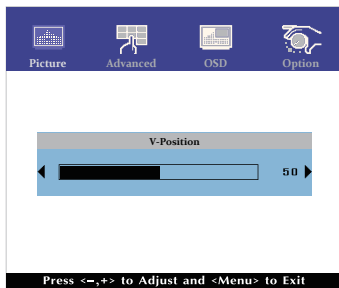 Picture Advanced OSD Option
V-Position
50
Press <–,+> to Adjust and <Menu> to Exit